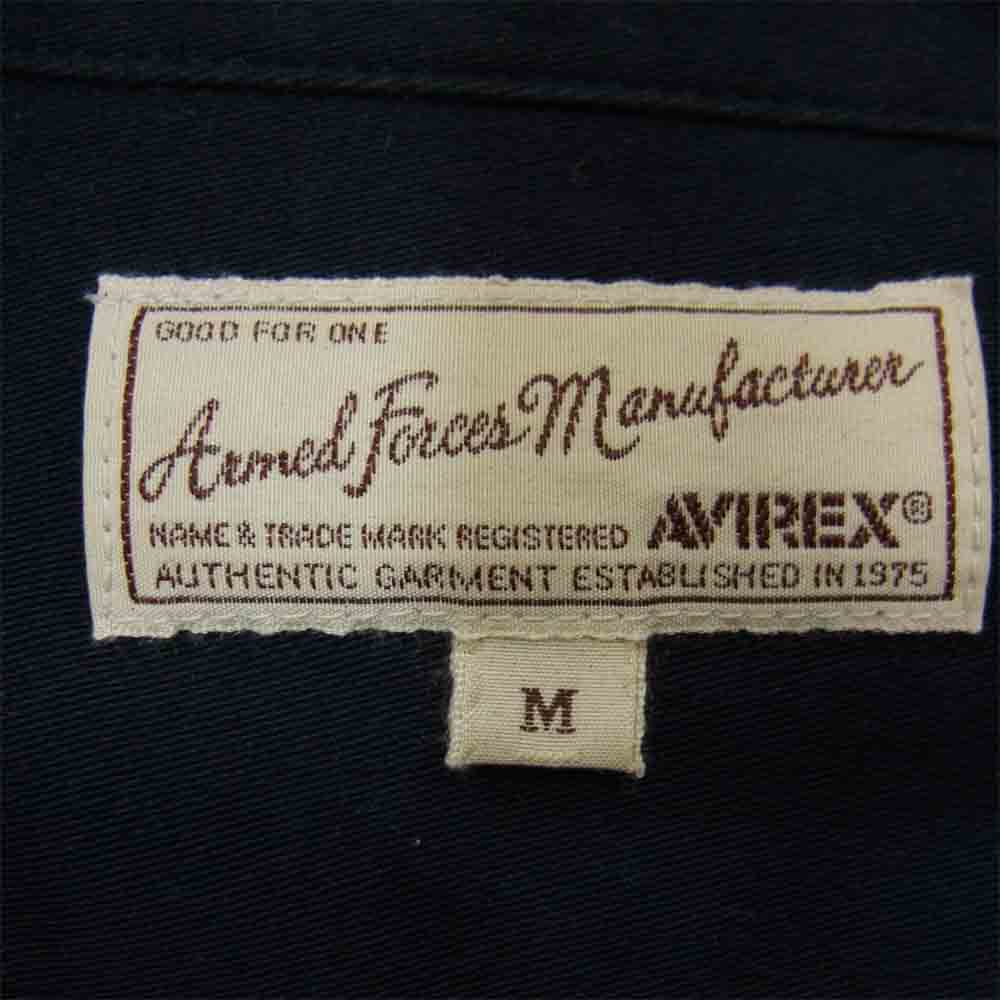 GOOD FOR ONE
Armed Forces Manufacturer
NAME & TRADE MARK REGISTERED AVIREX®
AUTHENTIC GARMENT ESTABLISHED IN 1975
M